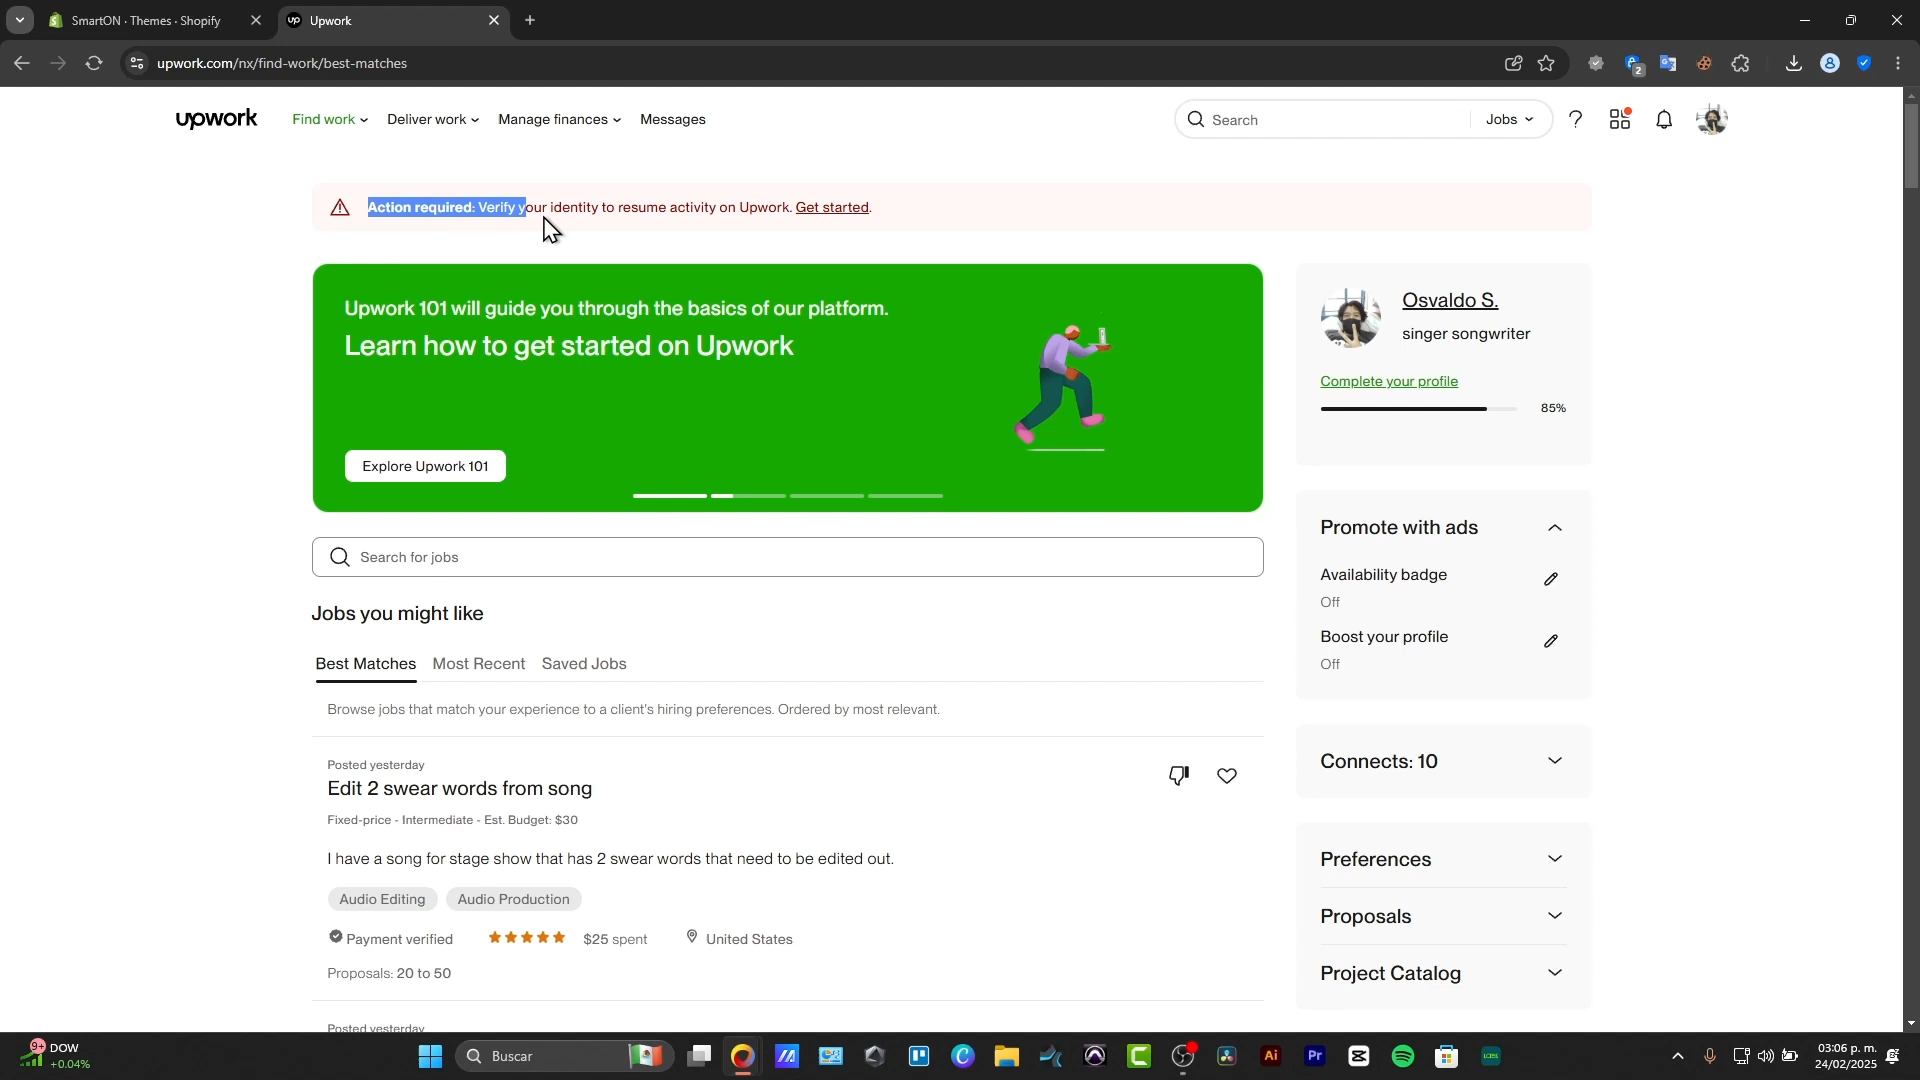 SmartON · Themes · Shopify
Upwork
upwork.com/nx/find-work/best-matches
2
upwork
Find work
Deliver work
Manage finances
Messages
Search
Jobs
Action required: Verify your identity to resume activity on Upwork. Get started.
Upwork 101 will guide you through the basics of our platform.
Learn how to get started on Upwork
Explore Upwork 101
Osvaldo S.
singer songwriter
Complete your profile
85%
Search for jobs
Promote with ads
Availability badge
Off
Boost your profile
Off
Jobs you might like
Best Matches
Most Recent
Saved Jobs
Browse jobs that match your experience to a client's hiring preferences. Ordered by most relevant.
Connects: 10
Posted yesterday
Edit 2 swear words from song
Fixed-price - Intermediate - Est. Budget: $30
I have a song for stage show that has 2 swear words that need to be edited out.
Audio Editing
Audio Production
Payment verified
$25 spent
United States
Proposals: 20 to 50
Preferences
Proposals
Project Catalog
Posted yesterday
9+
DOW
+0.04%
Buscar
Ai
Pr
03:06 p. m.
24/02/2025